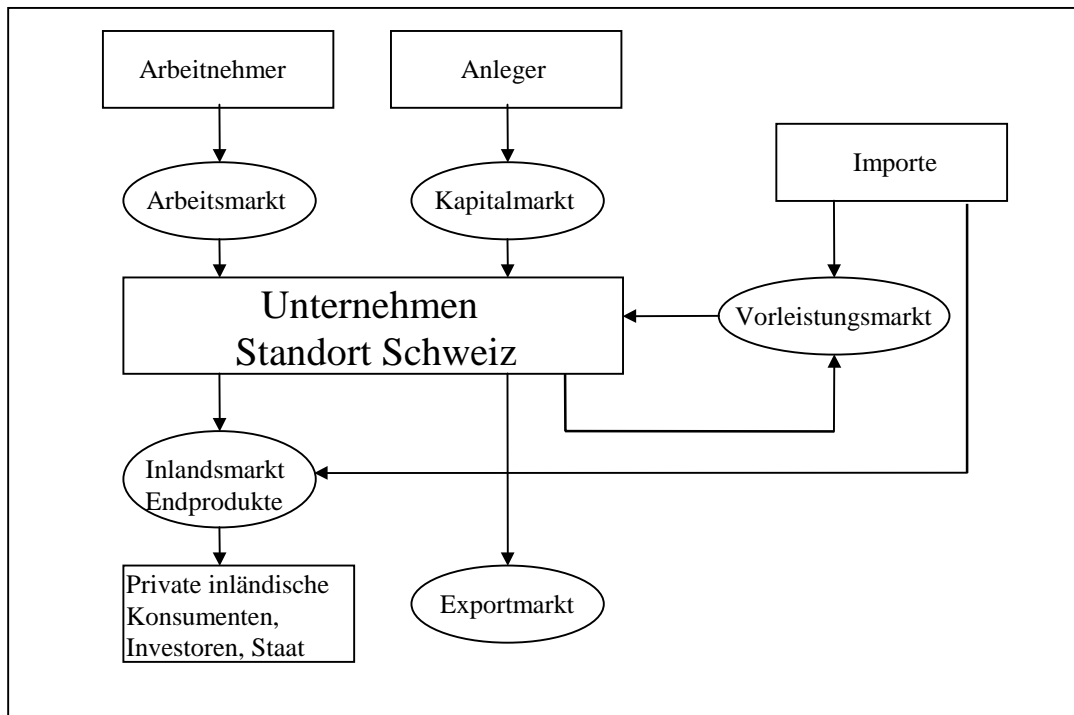 Arbeitnehmer
Anleger
Importe
Arbeitsmarkt
Kapitalmarkt
Unternehmen
Standort Schweiz
Vorleistungsmarkt
Inlandsmarkt
Endprodukte
Private inländische
Konsumenten,
Investoren, Staat
Exportmarkt